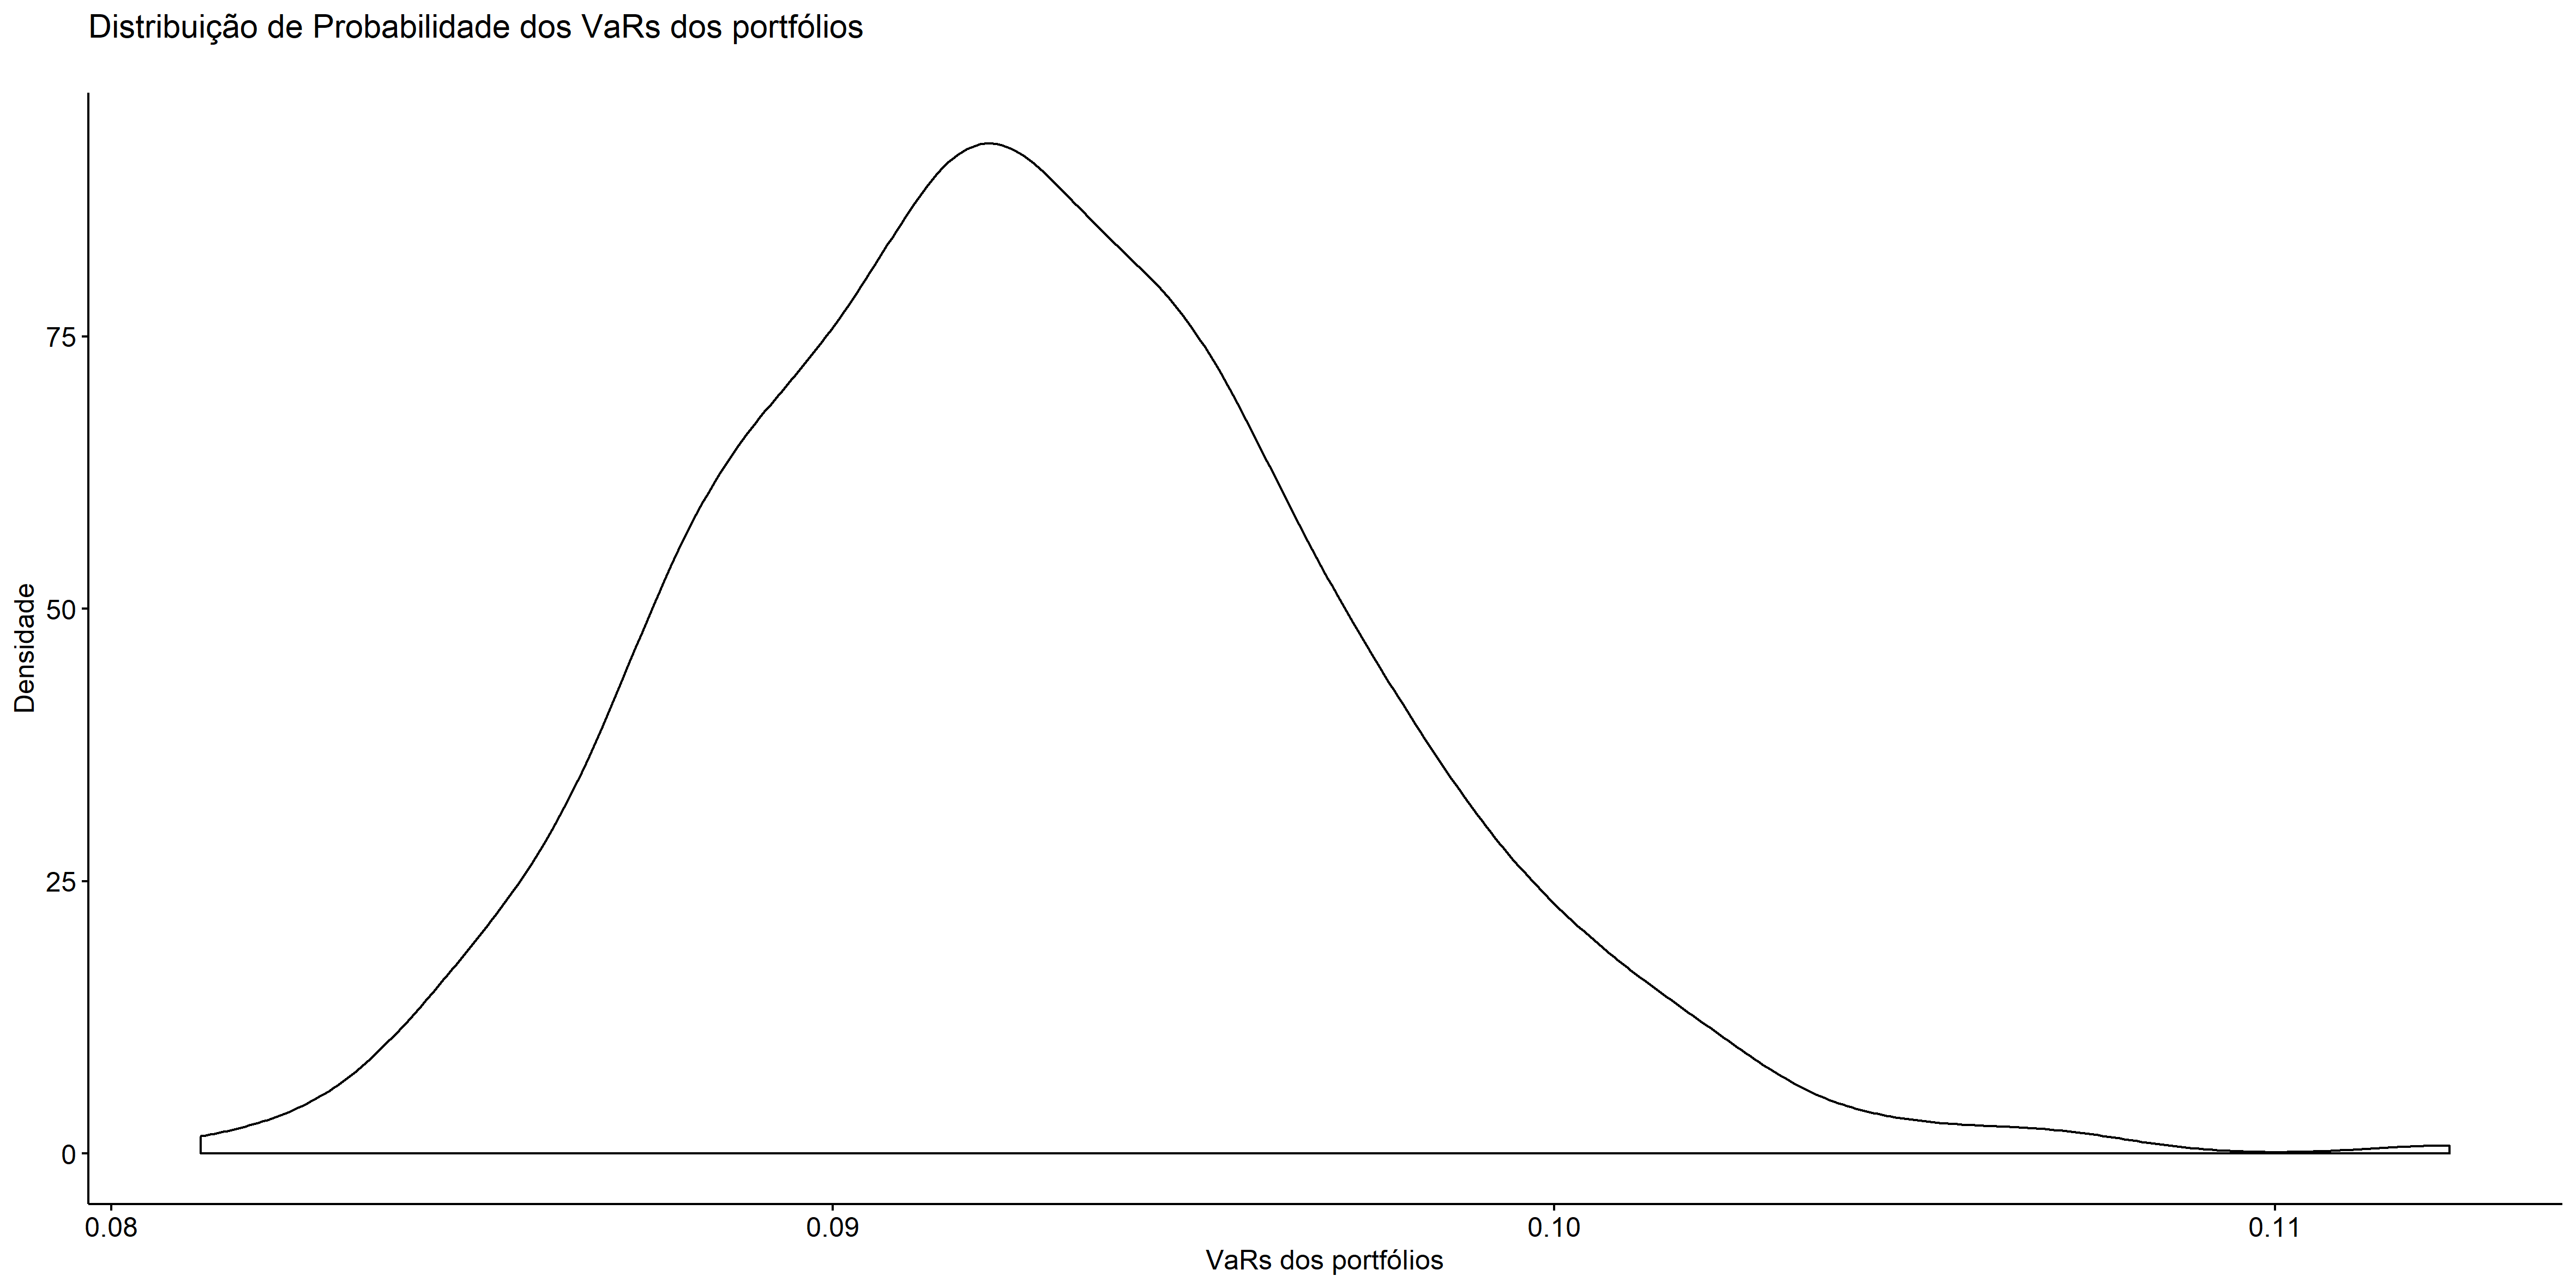 Distribuição de Probabilidade dos VaRs dos portfólios
Densidade
75
50
25
0
0.08 0.09 0.10 0.11
VaRs dos portfólios